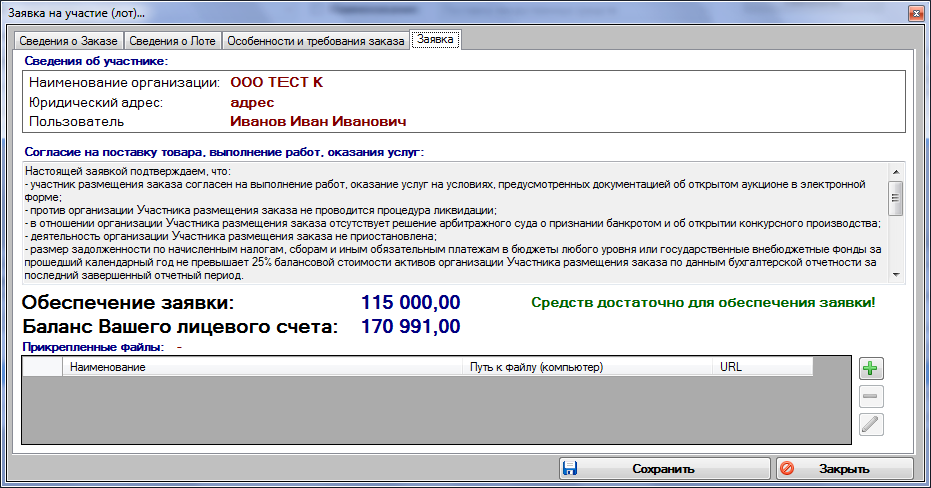 Заявка на участие (лот)...
Сведения о Заказе Сведения о Лоте Особенности и требования заказа Заявка
Сведения об участнике:
Наименование организации: ООО ТЕСТ К
Юридический адрес: адрес
Пользователь Иванов Иван Иванович
Согласие на поставку товара, выполнение работ, оказания услуг:
Настоящей заявкой подтверждаем, что:
- участник размещения заказа согласен на выполнение работ, оказание услуг на условиях, предусмотренных документацией об открытом аукционе в электронной
форме;
- против организации Участника размещения заказа не проводится процедура ликвидации;
- в отношении организации Участника размещения заказа отсутствует решение арбитражного суда о признании банкротом и об открытии конкурсного производства;
- деятельность организации Участника размещения заказа не приостановлена;
- размер задолженности по начисленным налогам, сборам и иным обязательным платежам в бюджеты любого уровня или государственные внебюджетные фонды за
прошедший календарный год не превышает 25% балансовой стоимости активов организации Участника размещения заказа по данным бухгалтерской отчетности за
последний завершенный отчетный период.
Обеспечение заявки: 115 000,00 Средств достаточно для обеспечения заявки!
Баланс Вашего лицевого счета: 170 991,00
Прикрепленные файлы: -
Наименование Путь к файлу (компьютер) URL
Сохранить Закрыть